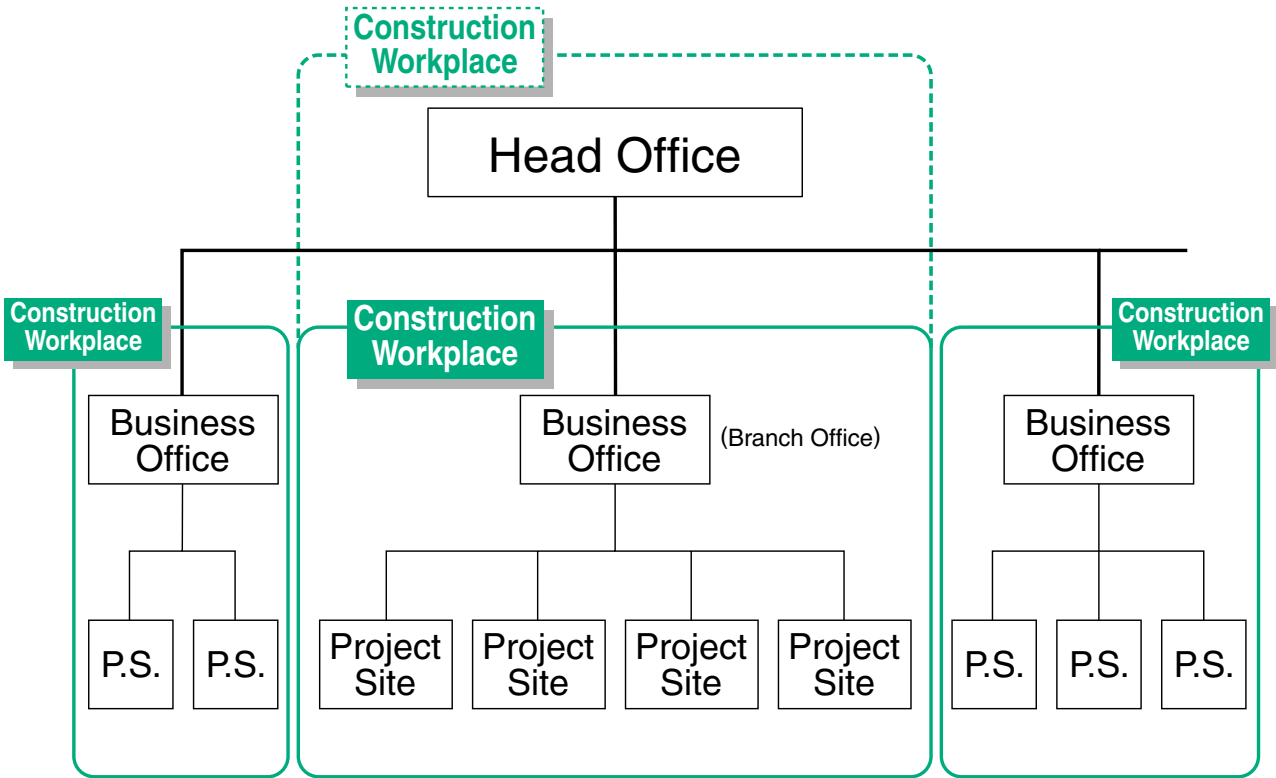 Construction
Workplace
Head Office
Construction
Workplace
Construction
Workplace
Construction
Workplace
Business
Office
Business
Office
(Branch Office)
Business
Office
P.S.
P.S.
Project
Site
Project
Site
Project
Site
Project
Site
P.S.
P.S.
P.S.